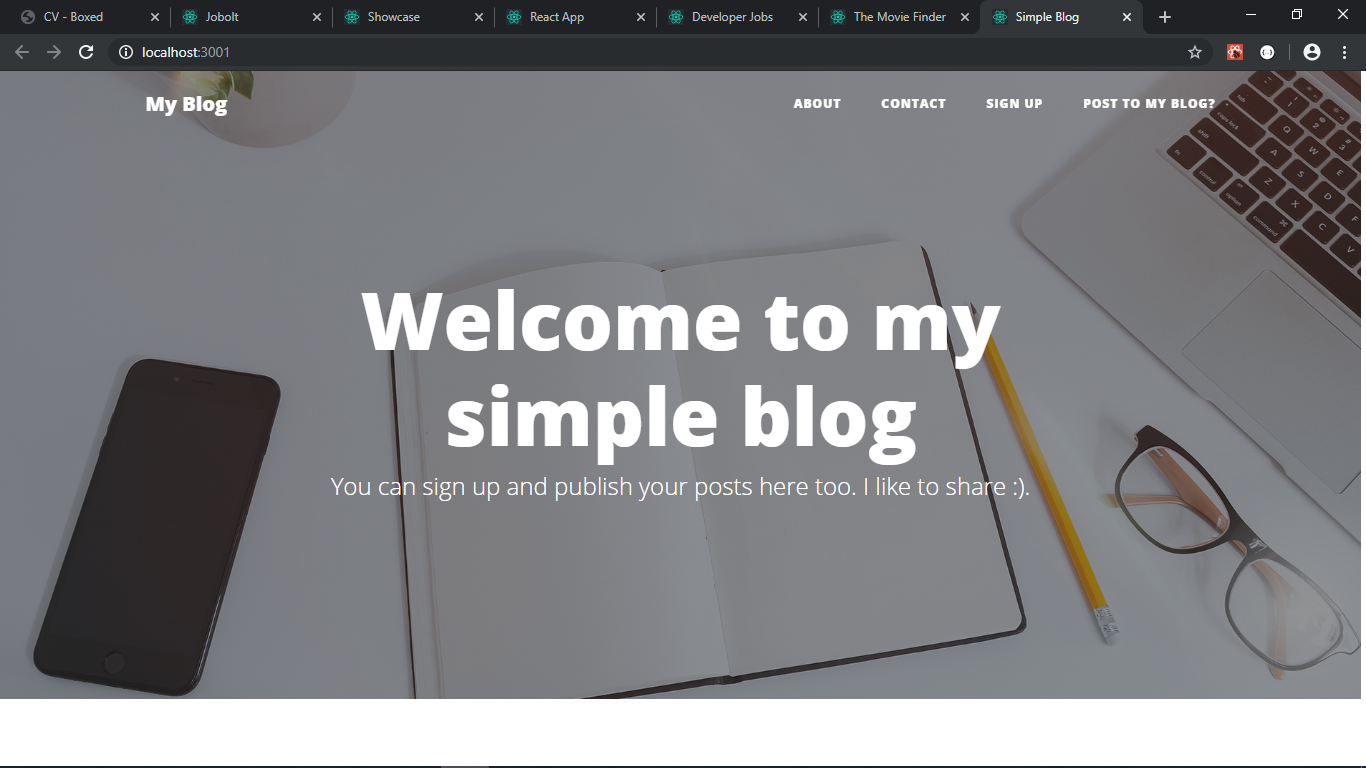 CV - Boxed
Jobolt
Showcase
React App
Developer Jobs
The Movie Finder
Simple Blog
localhost:3001
My Blog
ABOUT
CONTACT
SIGN UP
POST TO MY BLOG?
Welcome to my
simple blog
You can sign up and publish your posts here too. I like to share :).